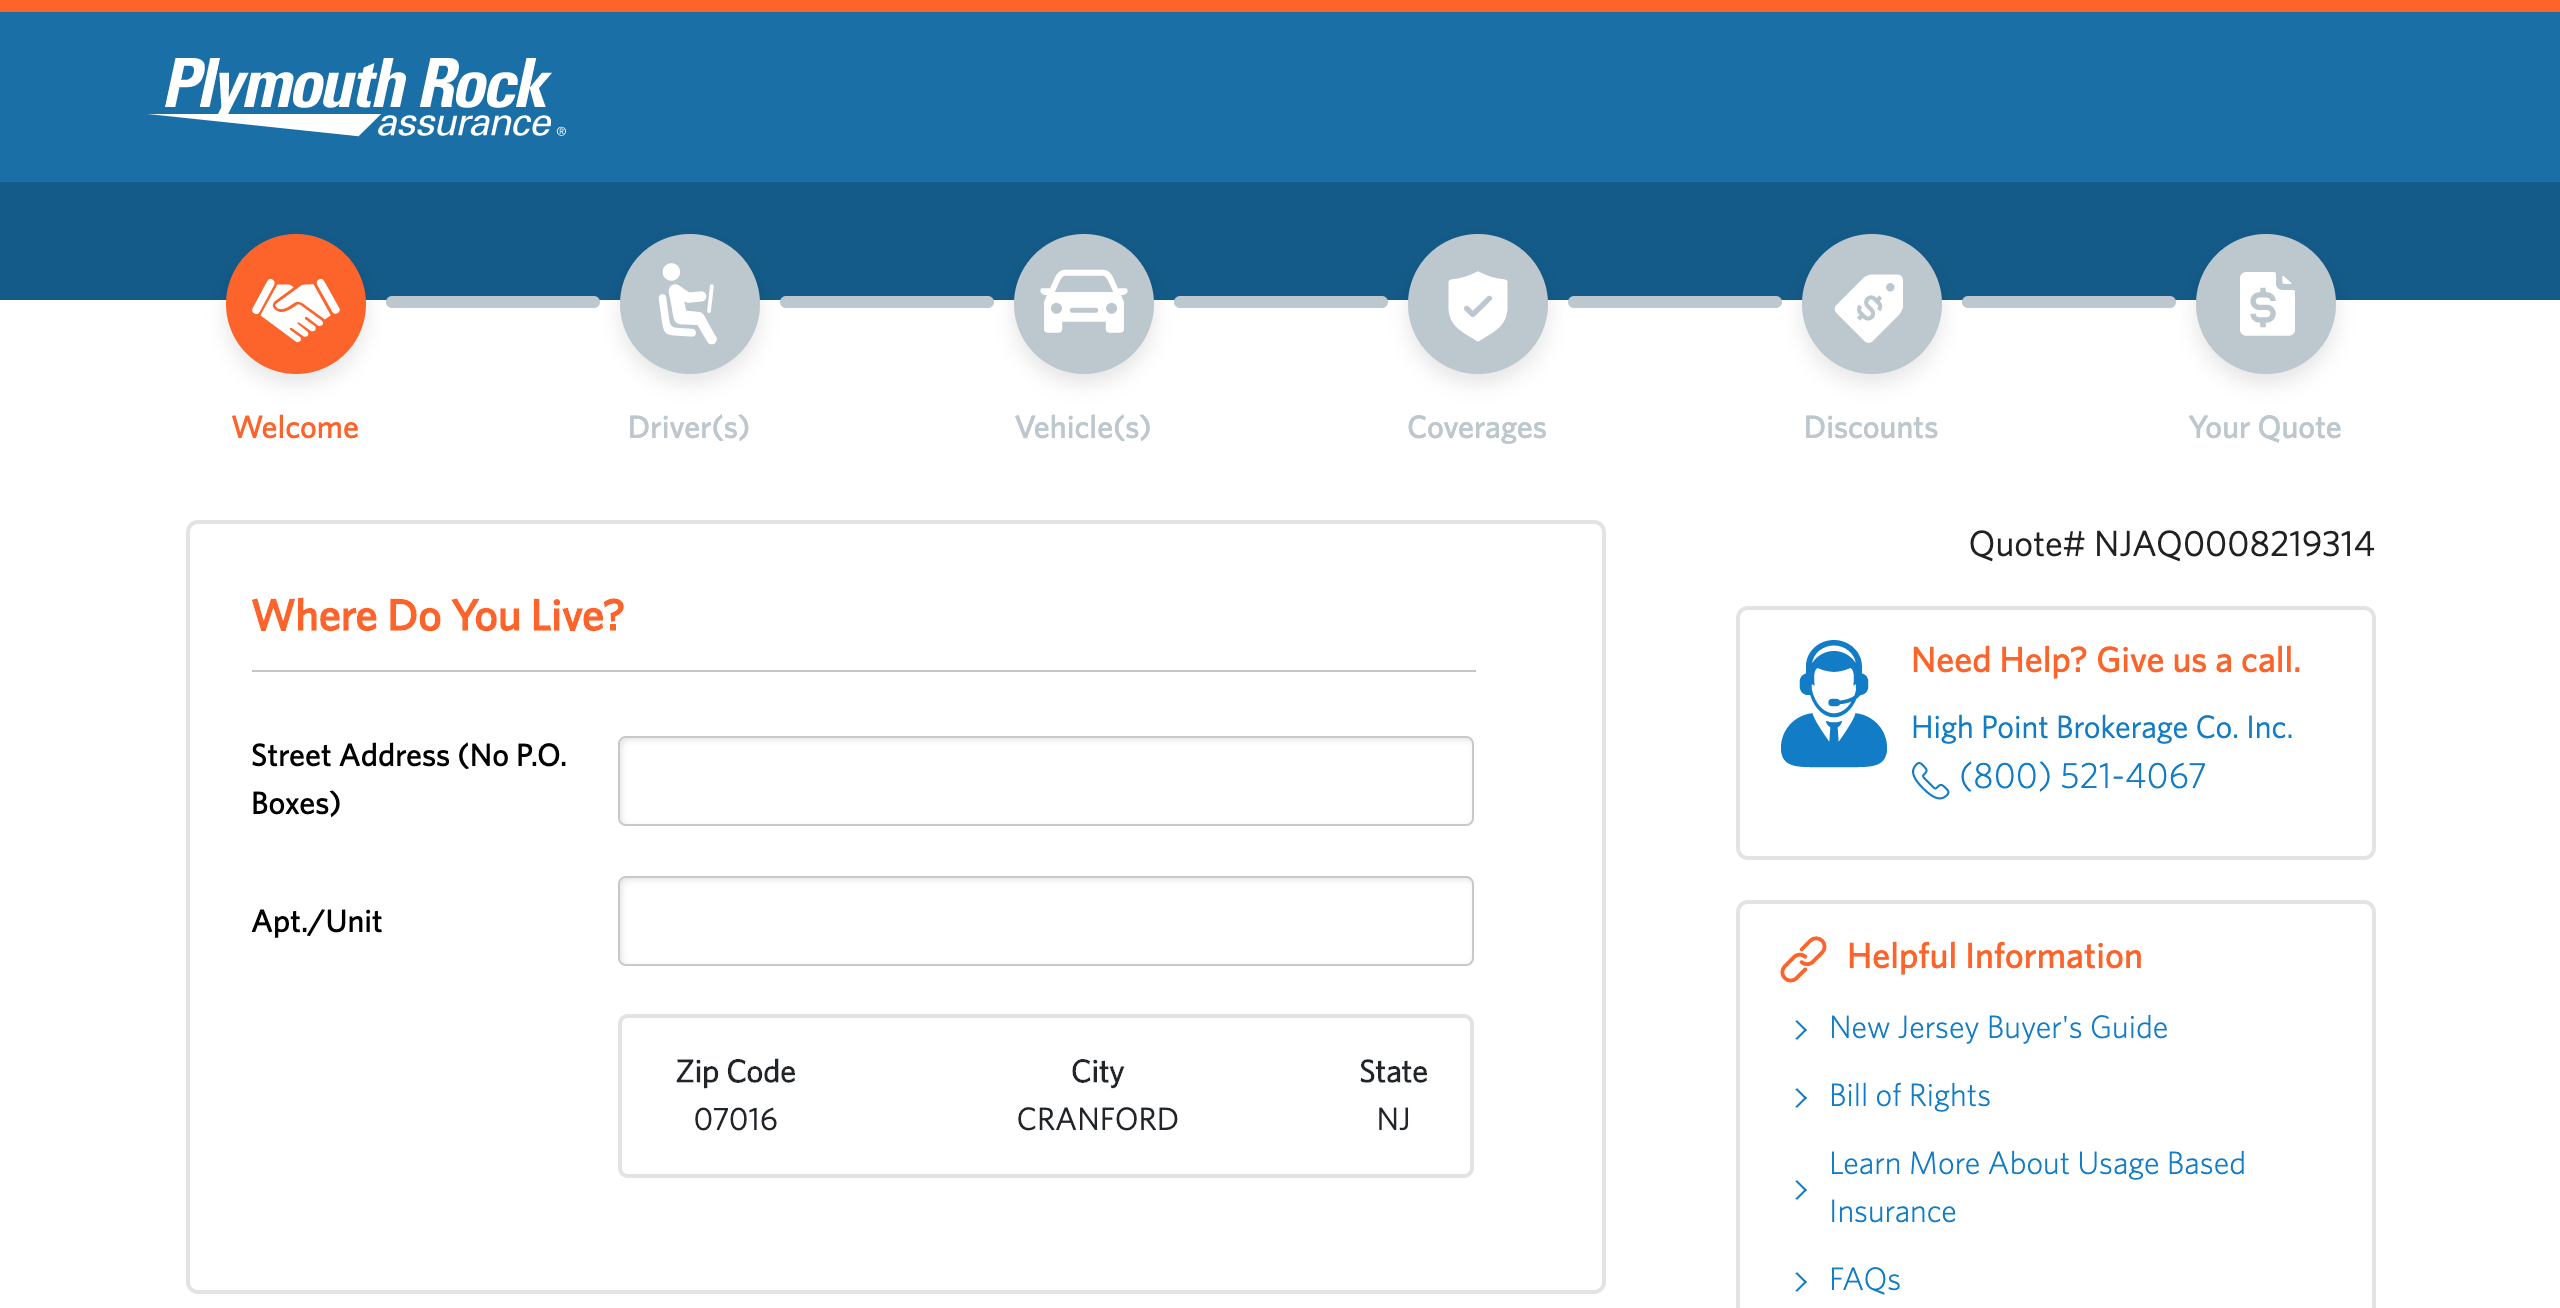 Plymouth Rock
assurance ®
Welcome
Driver(s)
Vehicle(s)
Coverages
Discounts
Your Quote
Quote# NJAQ0008219314
Where Do You Live?
Street Address (No P.O.
Boxes)
Apt./Unit
Zip Code City State
07016 CRANFORD NJ
Need Help? Give us a call.
High Point Brokerage Co. Inc.
(800) 521-4067
Helpful Information
New Jersey Buyer's Guide
Bill of Rights
Learn More About Usage Based
Insurance
FAQs